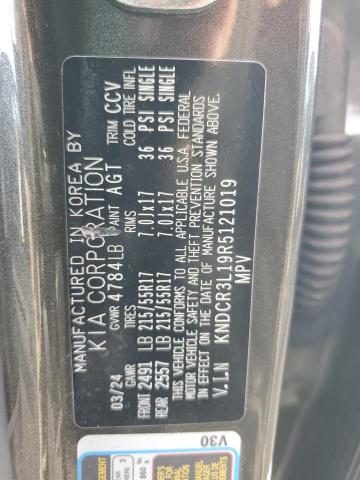 MANUFACTURED IN KOREA BY
KIA CORPORATION
GVWR 4784LB PAINT AGT TRIM CCV
03/24 GAWR TIRES RIMS COLD TIRE INFL
FRONT 2491 LB 215/55R17 7.0Jx17 36 PSI SINGLE
REAR 2557 LB 215/55R17 7.0Jx17 36 PSI SINGLE
THIS VEHICLE CONFORMS TO ALL APPLICABLE U.S.A. FEDERAL
MOTOR VEHICLE SAFETY AND THEFT PREVENTION STANDARDS
IN EFFECT ON THE DATE OF MANUFACTURE SHOWN ABOVE.
V.I.N KNDCR3L19R5121019
MPV
V30